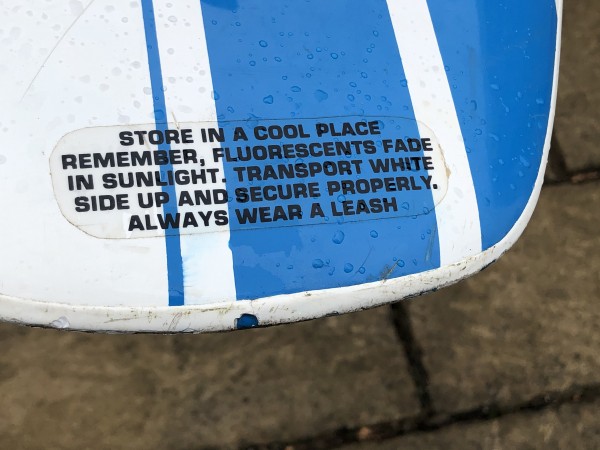 STORE IN A COOL PLACE
REMEMBER, FLUORESCENTS FADE
IN SUNLIGHT. TRANSPORT WHITE
SIDE UP AND SECURE PROPERLY.
ALWAYS WEAR A LEASH